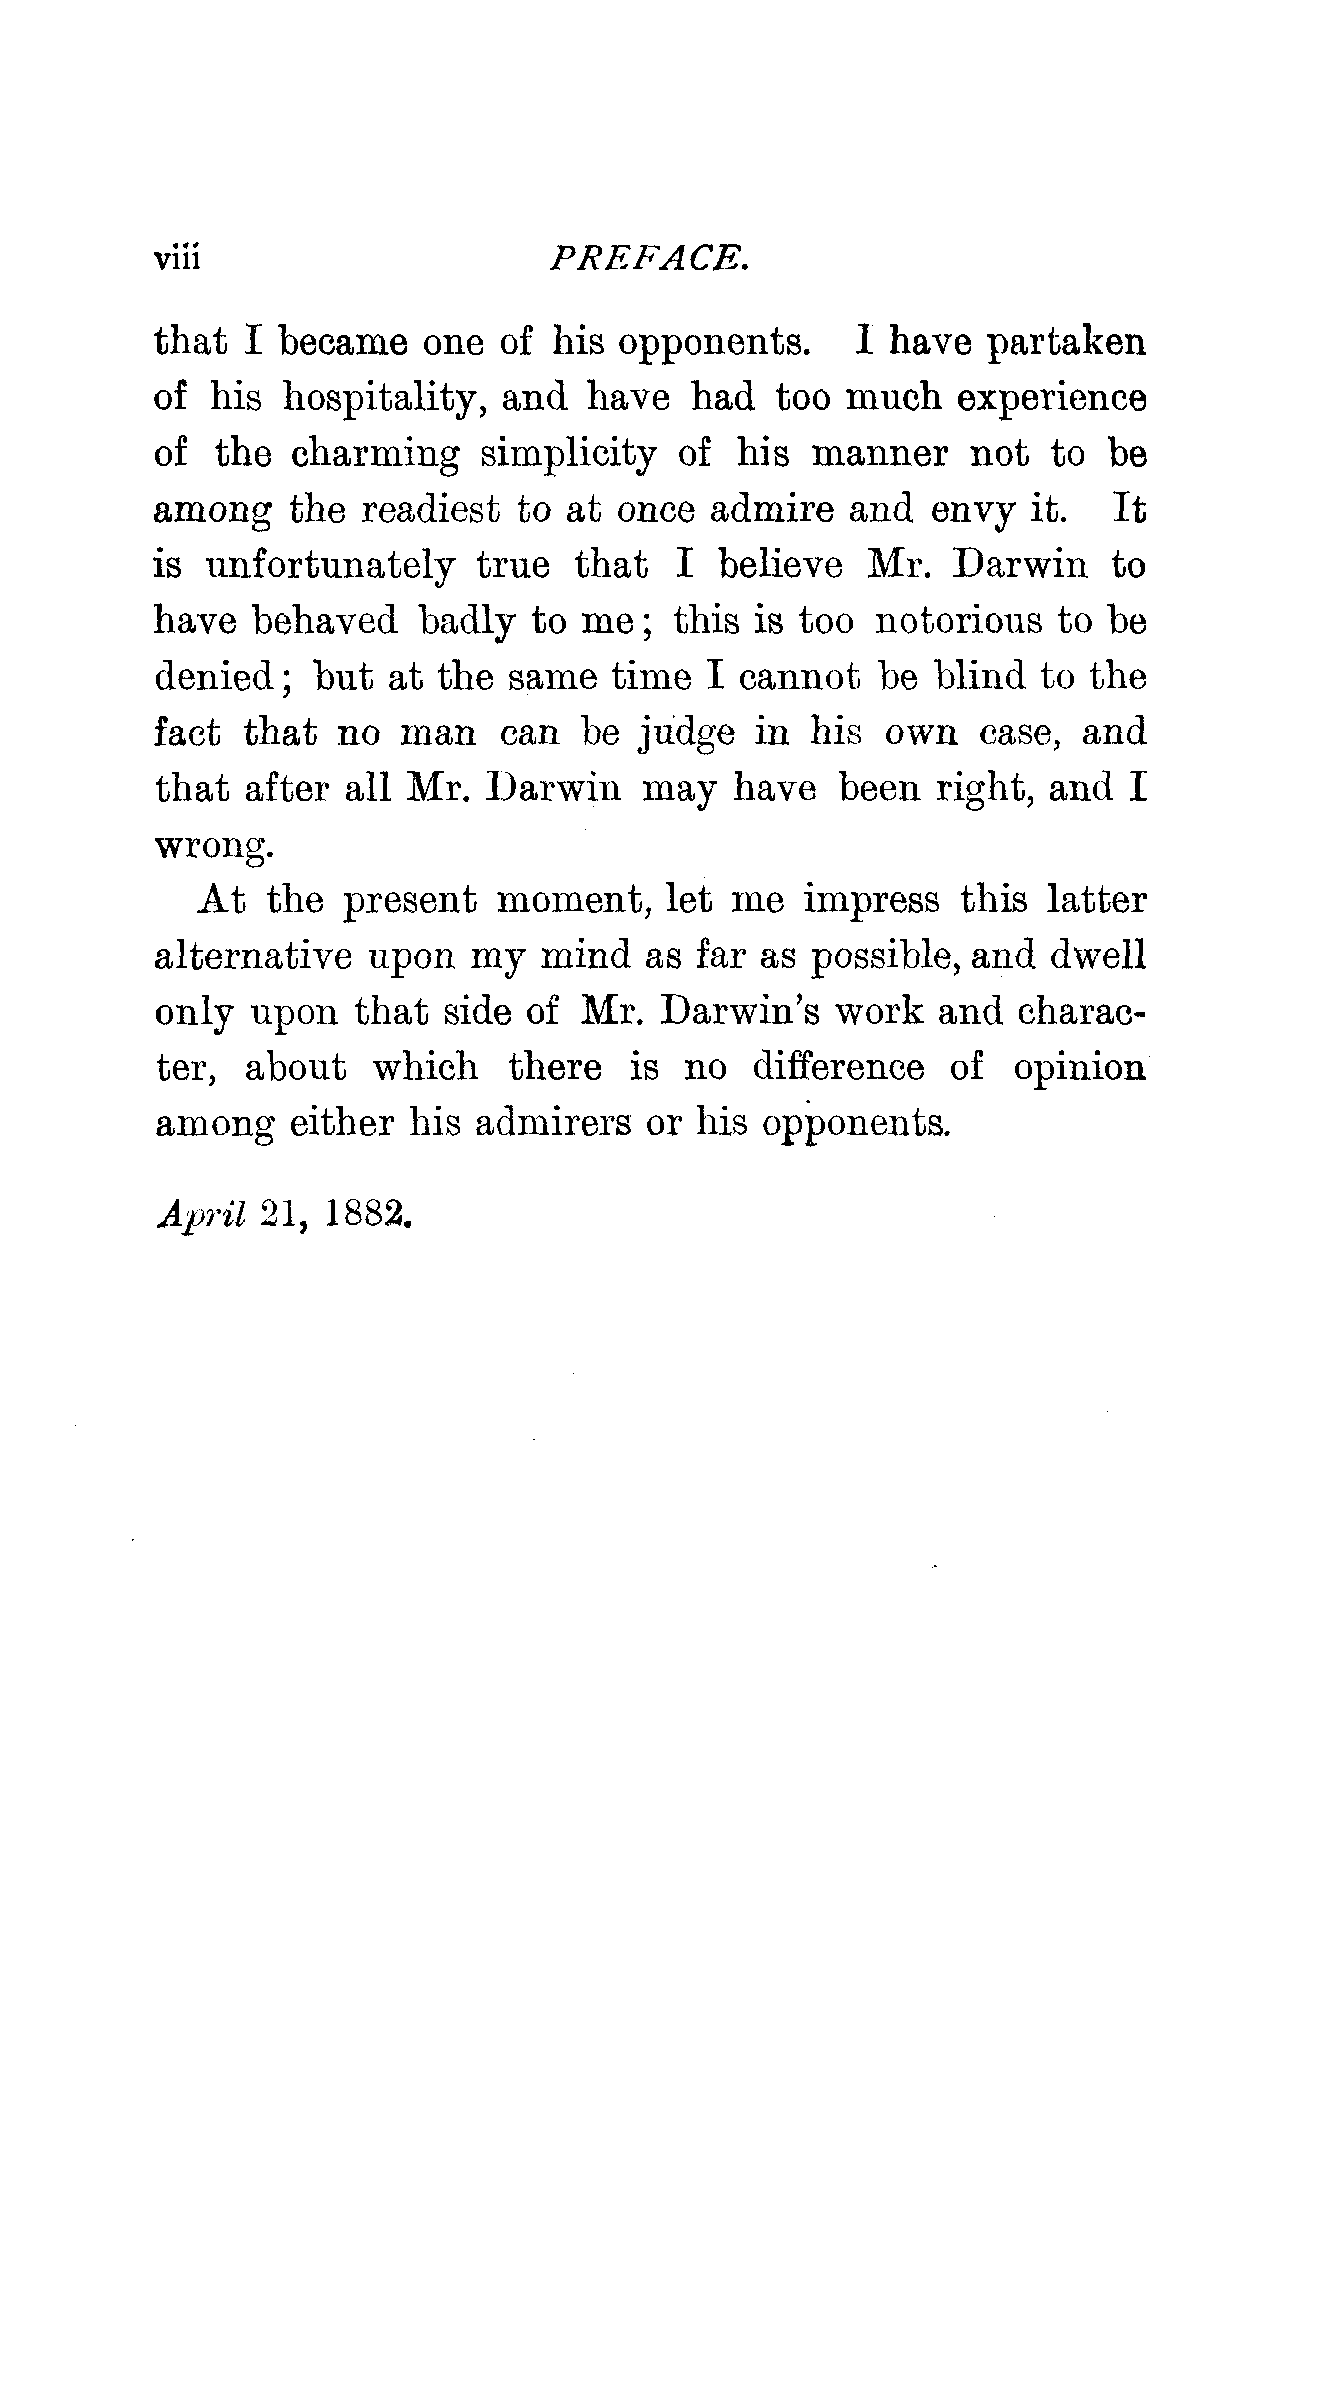 viii PREFACE.
that I became one of his opponents. I have partaken
of his hospitality, and have had too much experience
of the charming simplicity of his manner not to be
among the readiest to at once admire and envy it. It
is unfortunately true that I believe Mr. Darwin to
have behaved badly to me; this is too notorious to be
denied; but at the same time I cannot be blind to the
fact that no man can be judge in his own case, and
that after all Mr. Darwin may have been right, and I
wrong.
At the present moment, let me impress this latter
alternative upon my mind as far as possible, and dwell
only upon that side of Mr. Darwin's work and charac-
ter, about which there is no difference of opinion
among either his admirers or his opponents.
April 21, 1882.